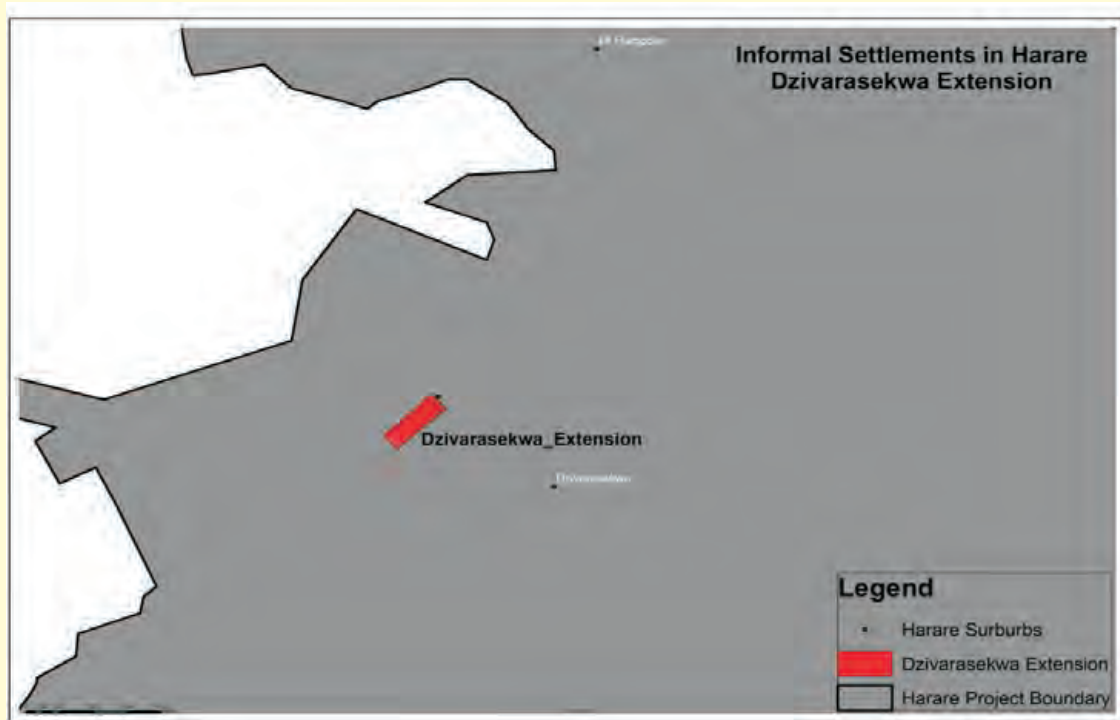 Informal Settlements in Harare
Dzivarasekwa Extension
Dzivarasekwa_Extension
Legend
Harare Surburbs
Dzivarasekwa Extension
Harare Project Boundary